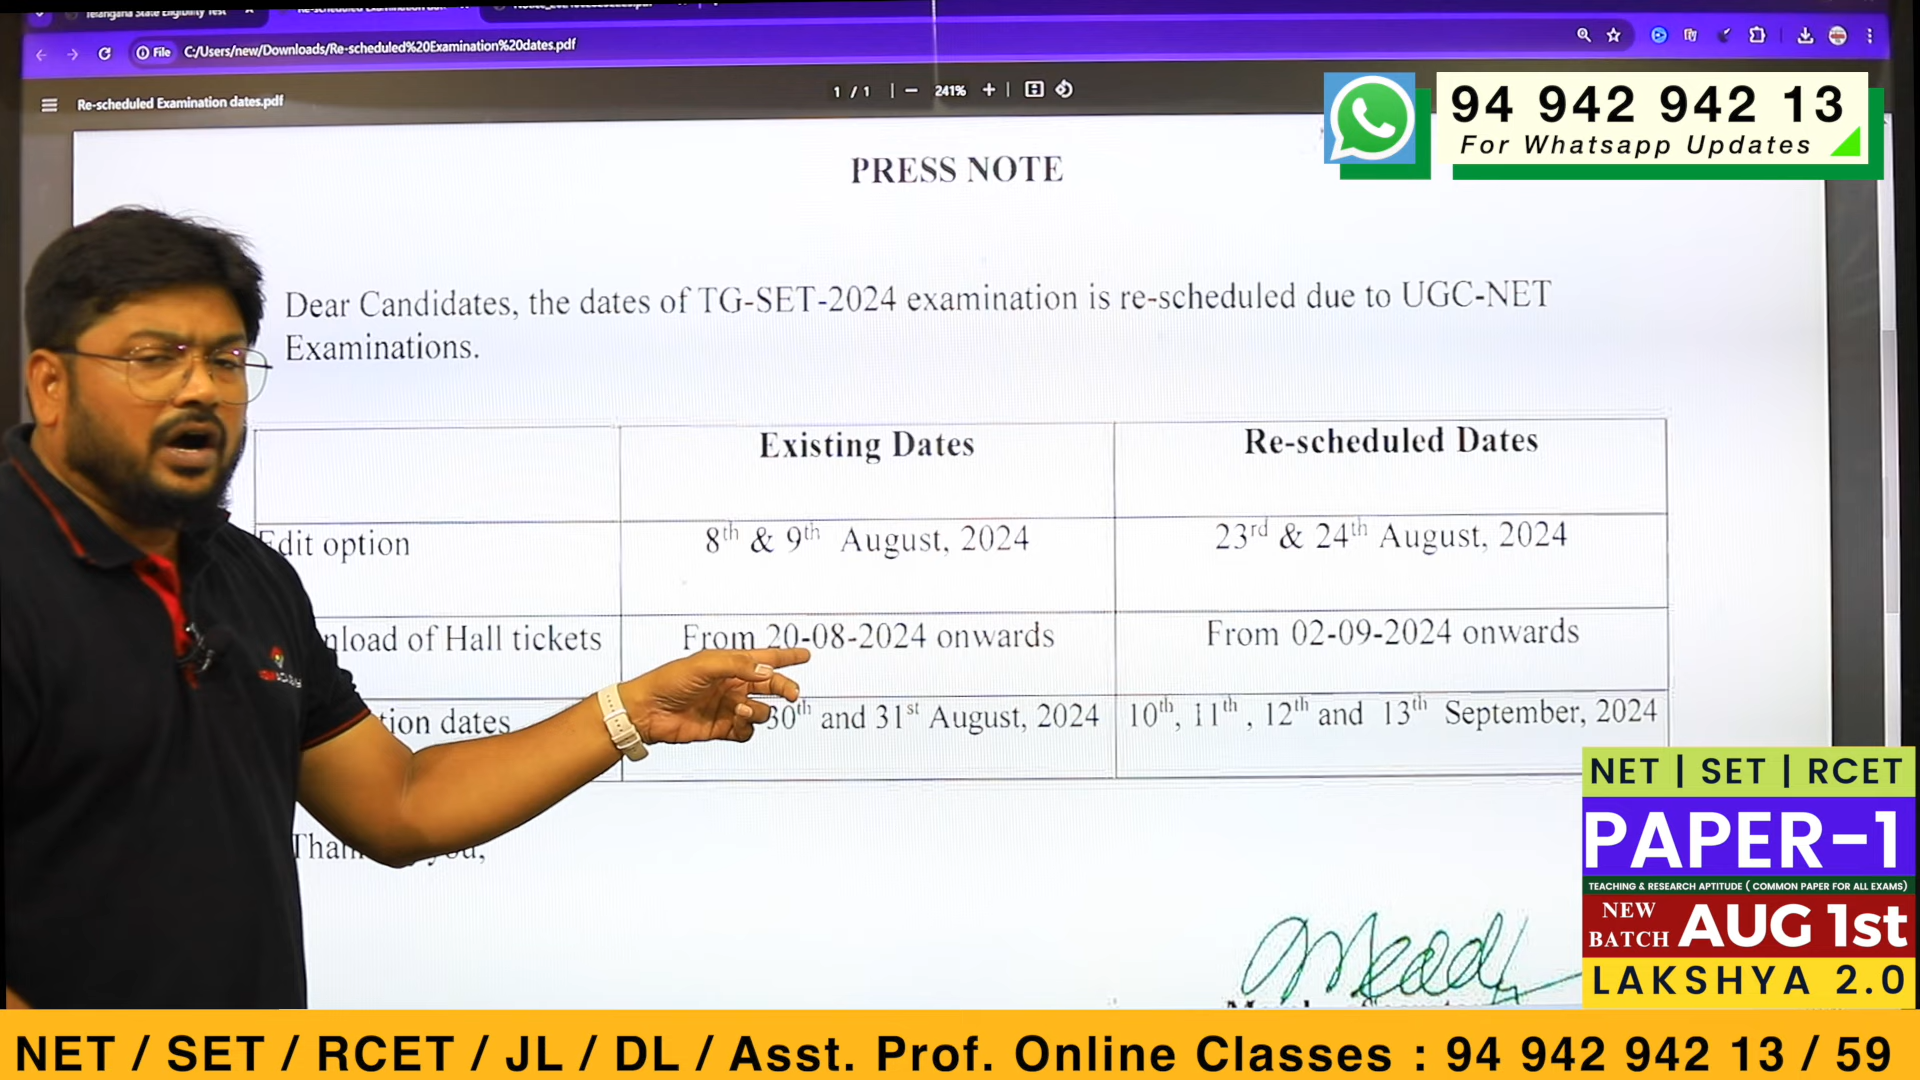 Telangana State Eligibility Test
C:/Users/new/Downloads/Re-scheduled%20Examination%20dates.pdf
File
Re-scheduled Examination dates.pdf
1 / 1
241%
94 942 942 13
For Whatsapp Updates
PRESS NOTE
Dear Candidates, the dates of TG-SET-2024 examination is re-scheduled due to UGC-NET
Examinations.
Existing Dates
Re-scheduled Dates
Edit option
8th & 9th August, 2024
23rd & 24th August, 2024
of Hall tickets
From 20-08-2024 onwards
From 02-09-2024 onwards
dates
30th and 31st August, 2024
10th, 11th , 12th and 13th September, 2024
NET | SET | RCET
PAPER-1
TEACHING & RESEARCH APTITUDE ( COMMON PAPER FOR ALL EXAMS)
NEW
BATCH
AUG 1st
LAKSHYA 2.0
NET / SET / RCET / JL / DL / Asst. Prof. Online Classes : 94 942 942 13 / 59